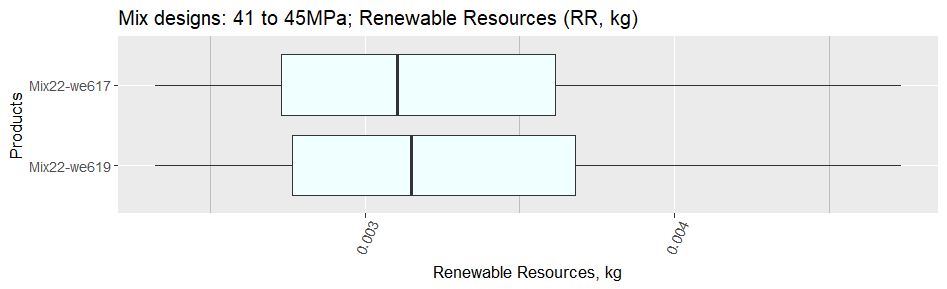 Mix designs: 41 to 45MPa; Renewable Resources (RR, kg)
Products
Mix22-we617
Mix22-we619
0.003
0.004
Renewable Resources, kg